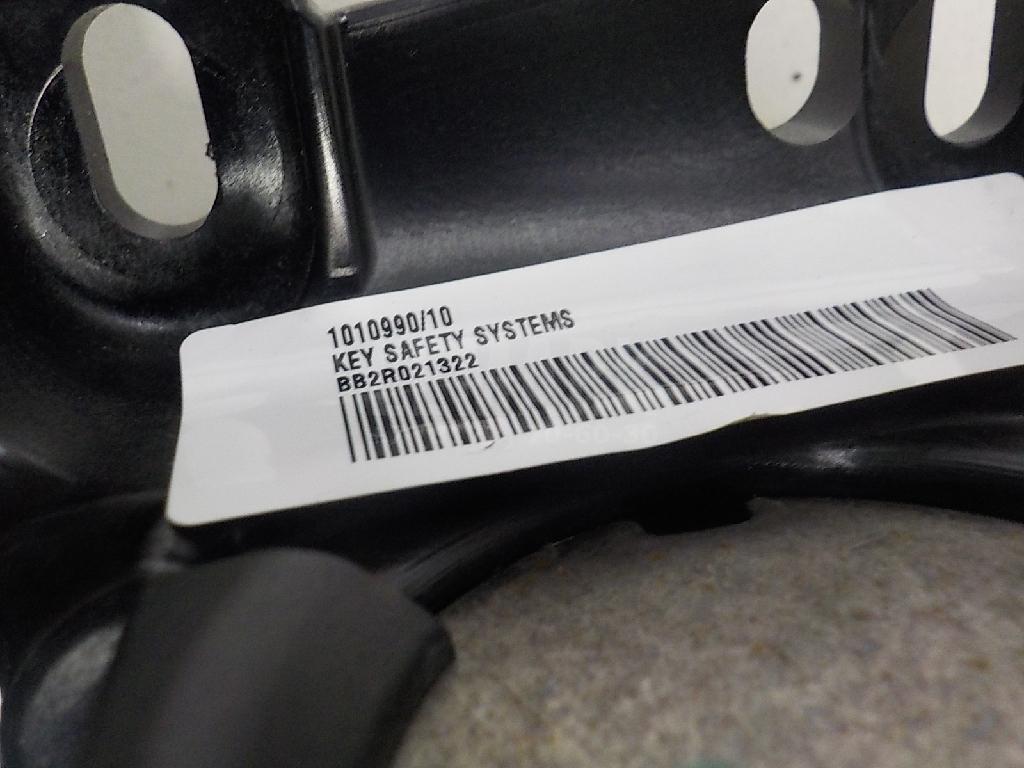 1010990/10
KEY SAFETY SYSTEMS
BB2R021322